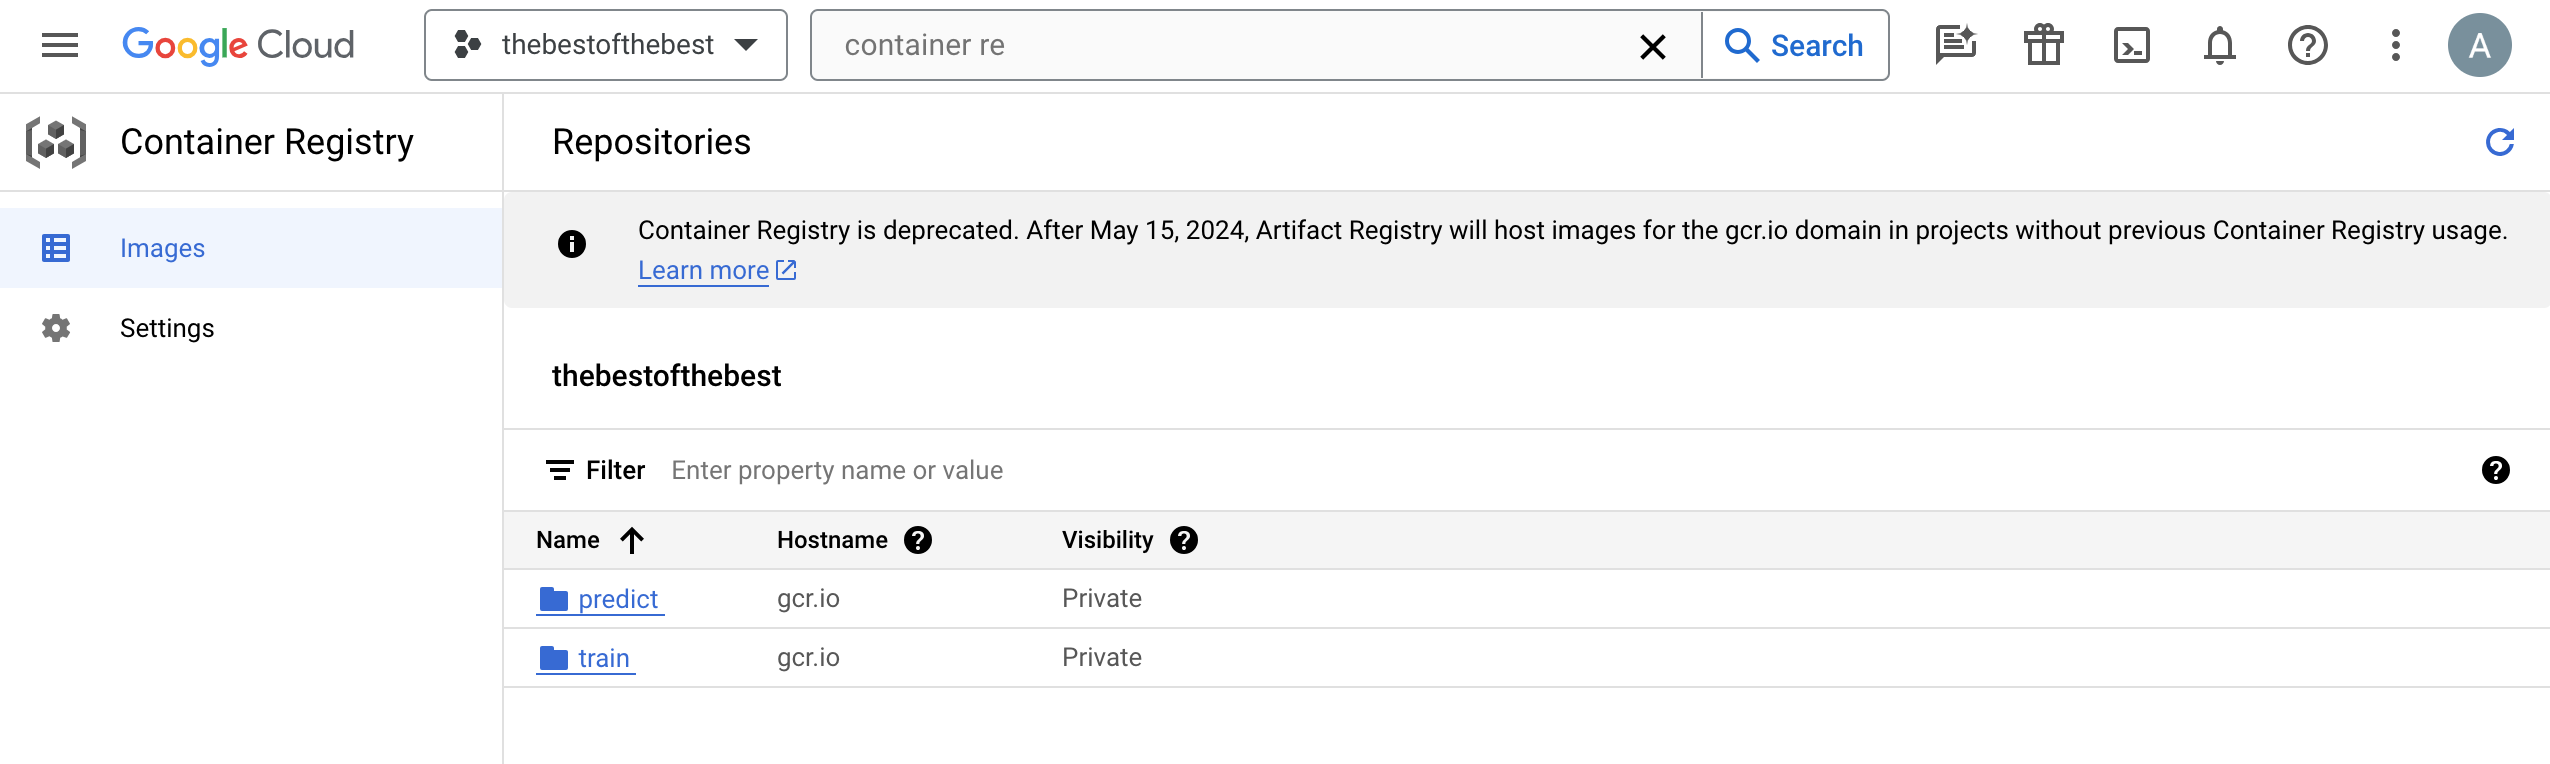 Google Cloud
thebestofthebest
container re
Search
A
Container Registry
Repositories
Images
Settings
Container Registry is deprecated. After May 15, 2024, Artifact Registry will host images for the gcr.io domain in projects without previous Container Registry usage.
Learn more
thebestofthebest
Filter Enter property name or value
Name Hostname Visibility
predict gcr.io Private
train gcr.io Private